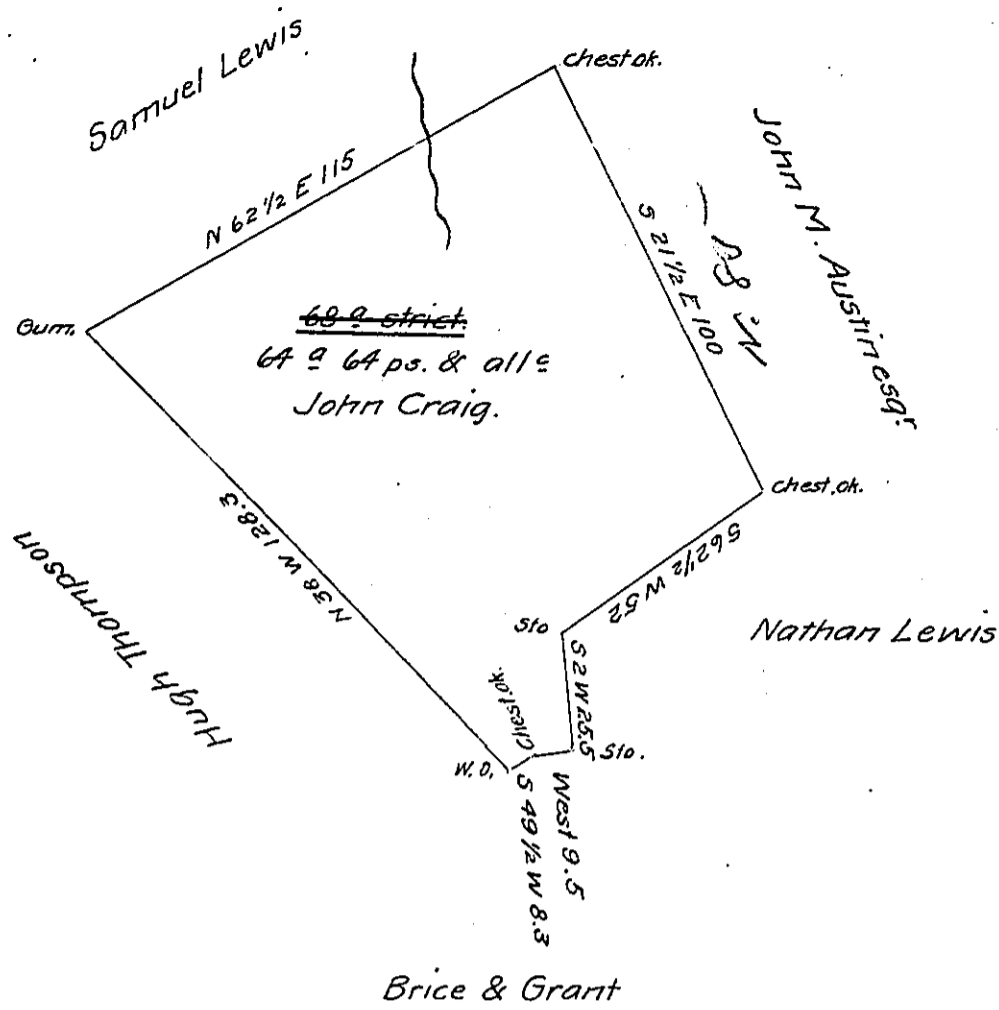 Samuel Lewis
Chest ok.
N 62 1/2 E 115
John M. Austin esqr.
S 21 1/2 E 100
Gum.
68 a strict.
64 a 64 ps. & all c
John Craig.
Chest. ok.
N 38 W 128.3
Hugh Thompson
S 62 1/2 W 52
Sto
Nathan Lewis
S 2 W 25.5
Chest. ok.
Sto.
W. O.
West 9.5
S 49 1/2 W 8.3
Brice & Grant